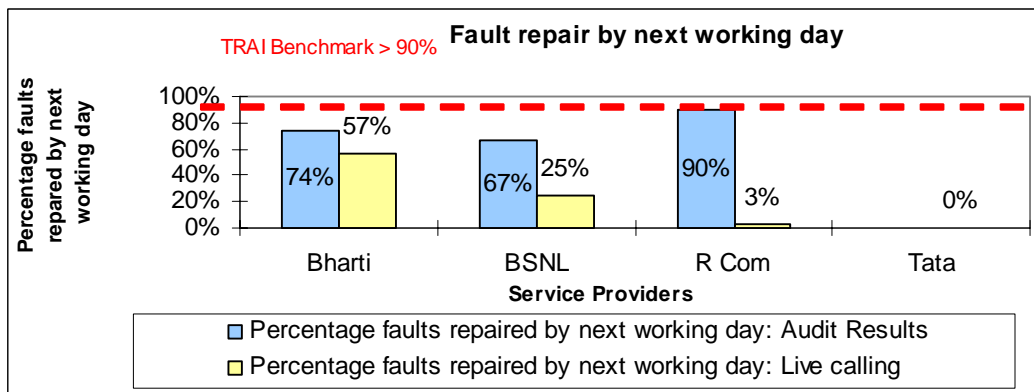 TRAI Benchmark > 90%
Fault repair by next working day
Percentage faults
repaired by next
working day
100%
80%
60%
40%
20%
0%
74%
57%
67%
25%
90%
3%
0%
Bharti
BSNL
R Com
Tata
Service Providers
Percentage faults repaired by next working day: Audit Results
Percentage faults repaired by next working day: Live calling